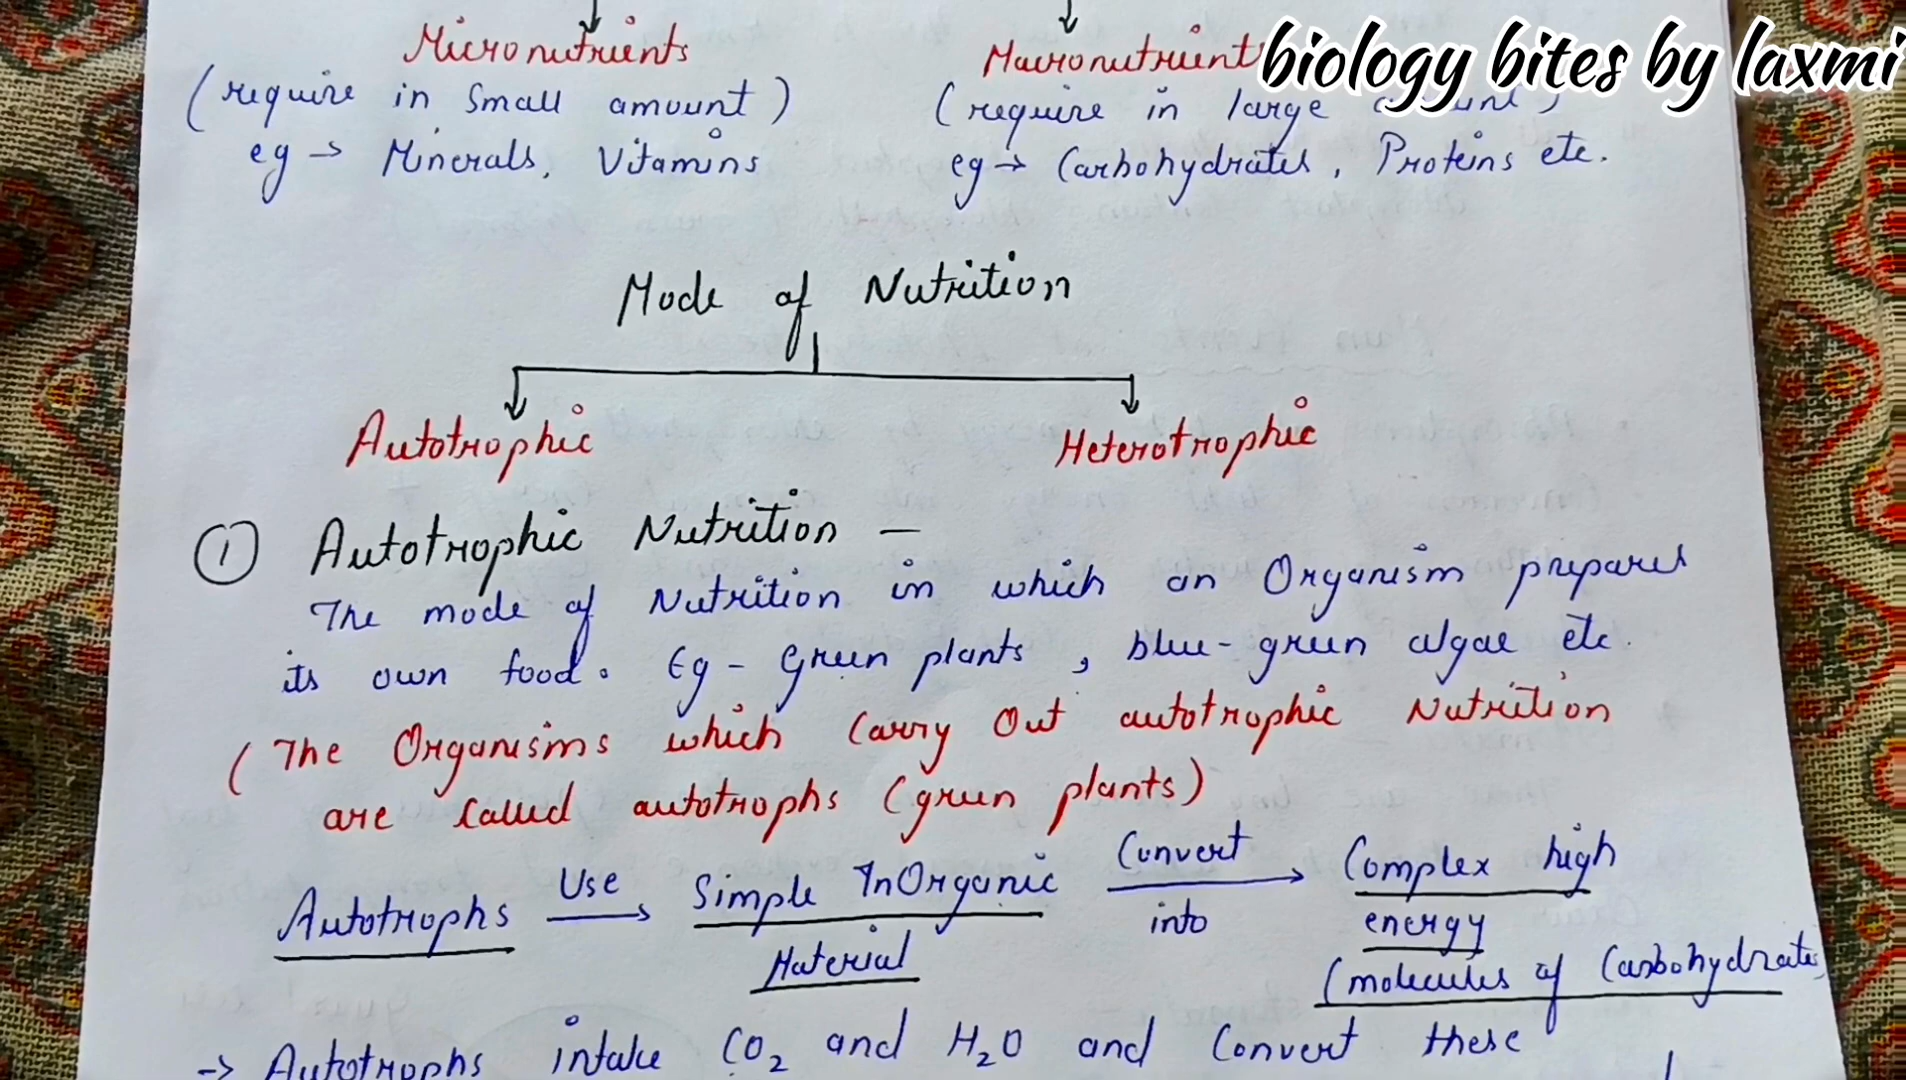 Micronutrients
Macronutrient
biology bites by laxmi
(require in small amount)
(require in large
eg → Minerals, Vitamins
eg → Carbohydrates, Proteins etc.
Mode of Nutrition
Autotrophic
Heterotrophic
① Autotrophic Nutrition —
The mode of Nutrition in which an Organism prepares
its own food. Eg - Green plants, blue-green algae etc.
(The Organisms which carry out autotrophic Nutrition
are called autotrophs (green plants)
Autotrophs Use → Simple InOrganic Material Convert into → Complex high energy
(molecules of Carbohydrate
→ Autotrophs intake CO₂ and H₂O and Convert these